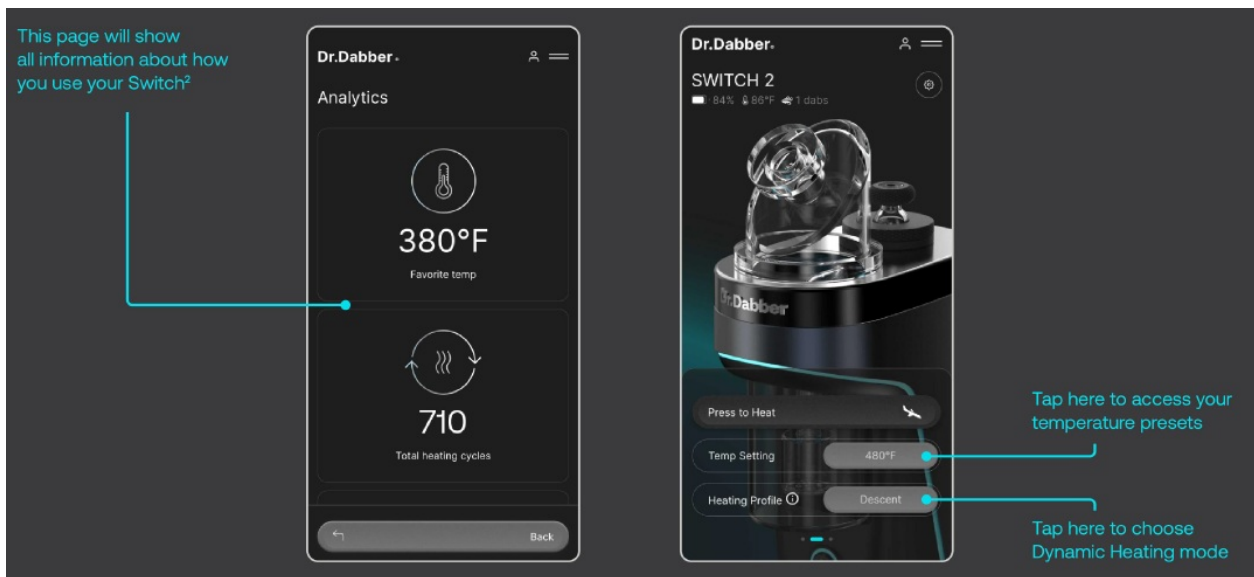 This page will show
all information about how
you use your Switch²
Dr.Dabber.
Analytics
380°F
Favorite temp
710
Total heating cycles
Back
Dr.Dabber.
SWITCH 2
84% 86°F 1 dabs
Dr.Dabber
Press to Heat
Temp Setting 480°F
Heating Profile Descent
Tap here to access your
temperature presets
Tap here to choose
Dynamic Heating mode